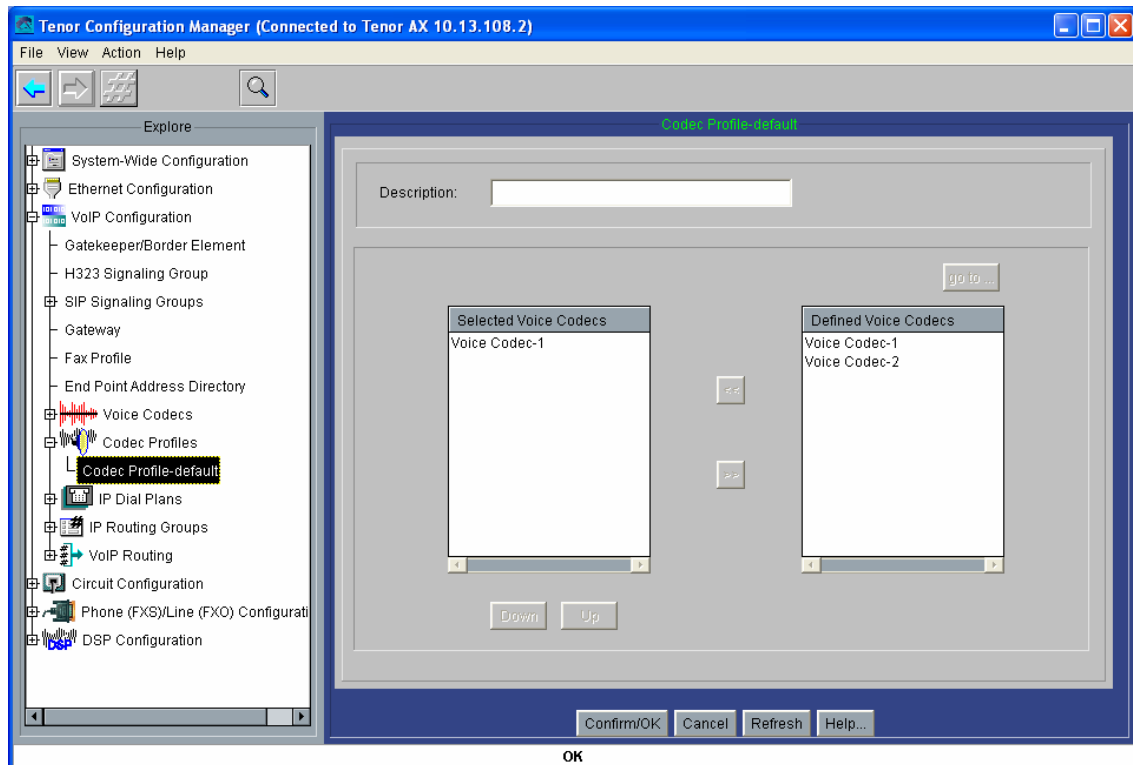 Tenor Configuration Manager (Connected to Tenor AX 10.13.108.2)
File View Action Help
Explore
System-Wide Configuration
Ethernet Configuration
VoIP Configuration
Gatekeeper/Border Element
H323 Signaling Group
SIP Signaling Groups
Gateway
Fax Profile
End Point Address Directory
Voice Codecs
Codec Profiles
Codec Profile-default
IP Dial Plans
IP Routing Groups
VoIP Routing
Circuit Configuration
Phone (FXS)/Line (FXO) Configurati
DSP DSP Configuration
Codec Profile-default
Description:
go to ...
Selected Voice Codecs
Voice Codec-1
<<
>>
Defined Voice Codecs
Voice Codec-1
Voice Codec-2
Down Up
Confirm/OK Cancel Refresh Help...
OK